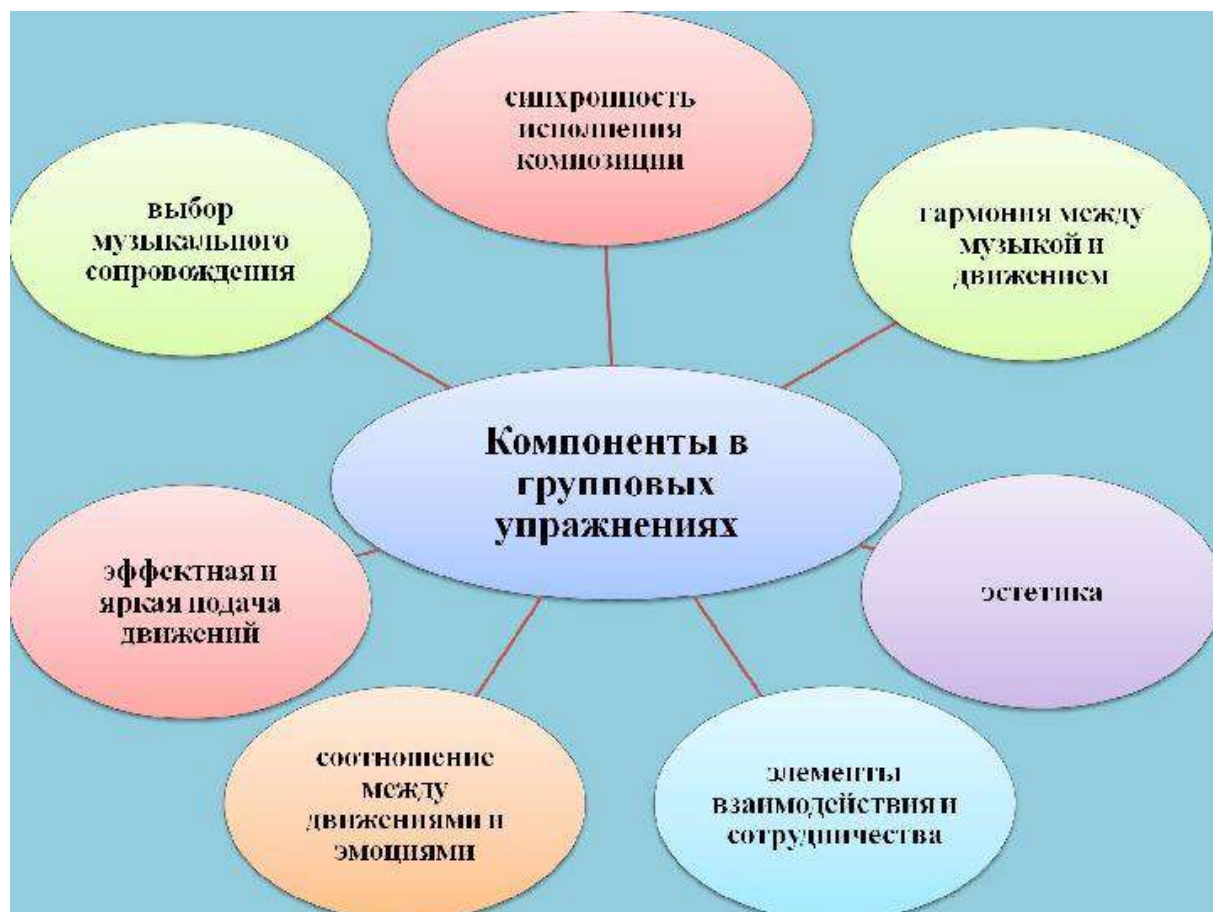 синхронность
исполнения
композиции
выбор
музыкального
сопровождения
гармония между
музыкой и
движением
Компоненты в
групповых
упражнениях
эффектная и
яркая подача
движений
эстетика
соотношение
между
движениями и
эмоциями
элементы
взаимодействия и
сотрудничества